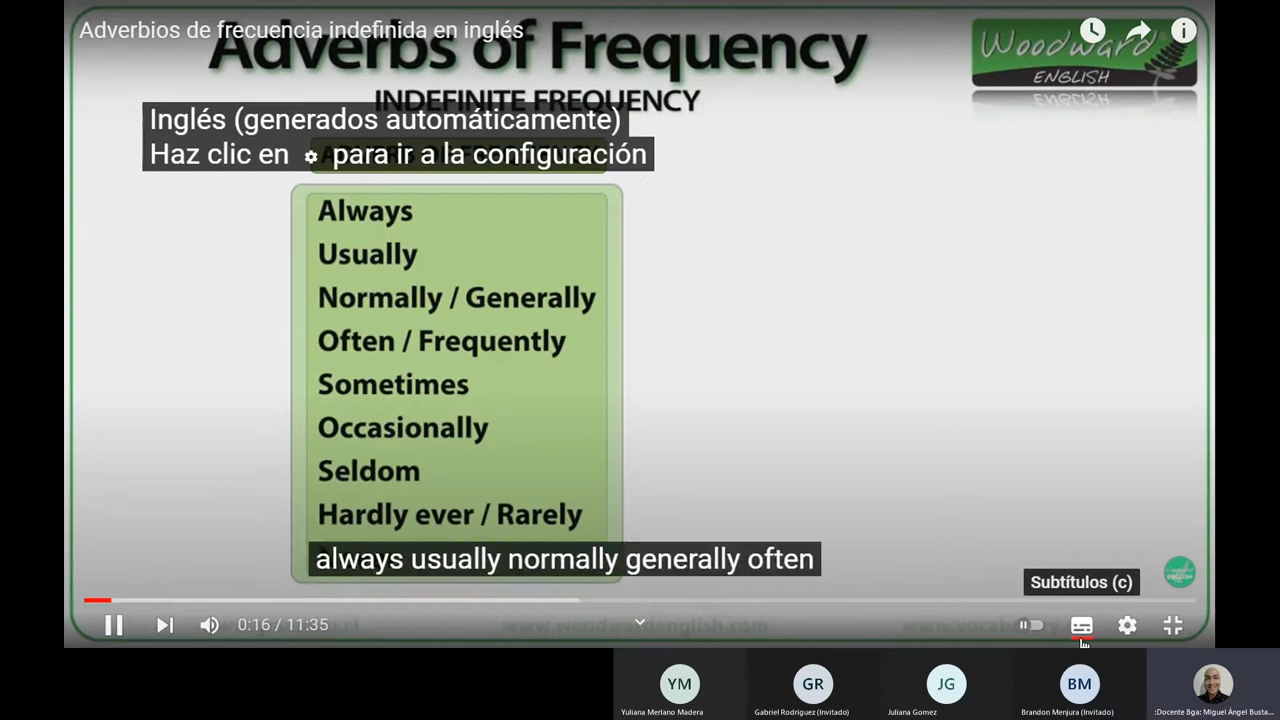 Adverbios de frecuencia indefinida en inglés
Adverbs of Frequency
INDEFINITE FREQUENCY
Woodward
ENGLISH
Inglés (generados automáticamente)
Haz clic en para ir a la configuración
Always
Usually
Normally / Generally
Often / Frequently
Sometimes
Occasionally
Seldom
Hardly ever / Rarely
always usually normally generally often
Subtítulos (c)
0:16 / 11:35
www.woodwardenglish.com
YM
GR
JG
BM
Yuliana Merlano Madera
Gabriel Rodriguez (Invitado)
Juliana Gomez
Brandon Menjura (Invitado)
:Docente Bga: Miguel Ángel Busta...